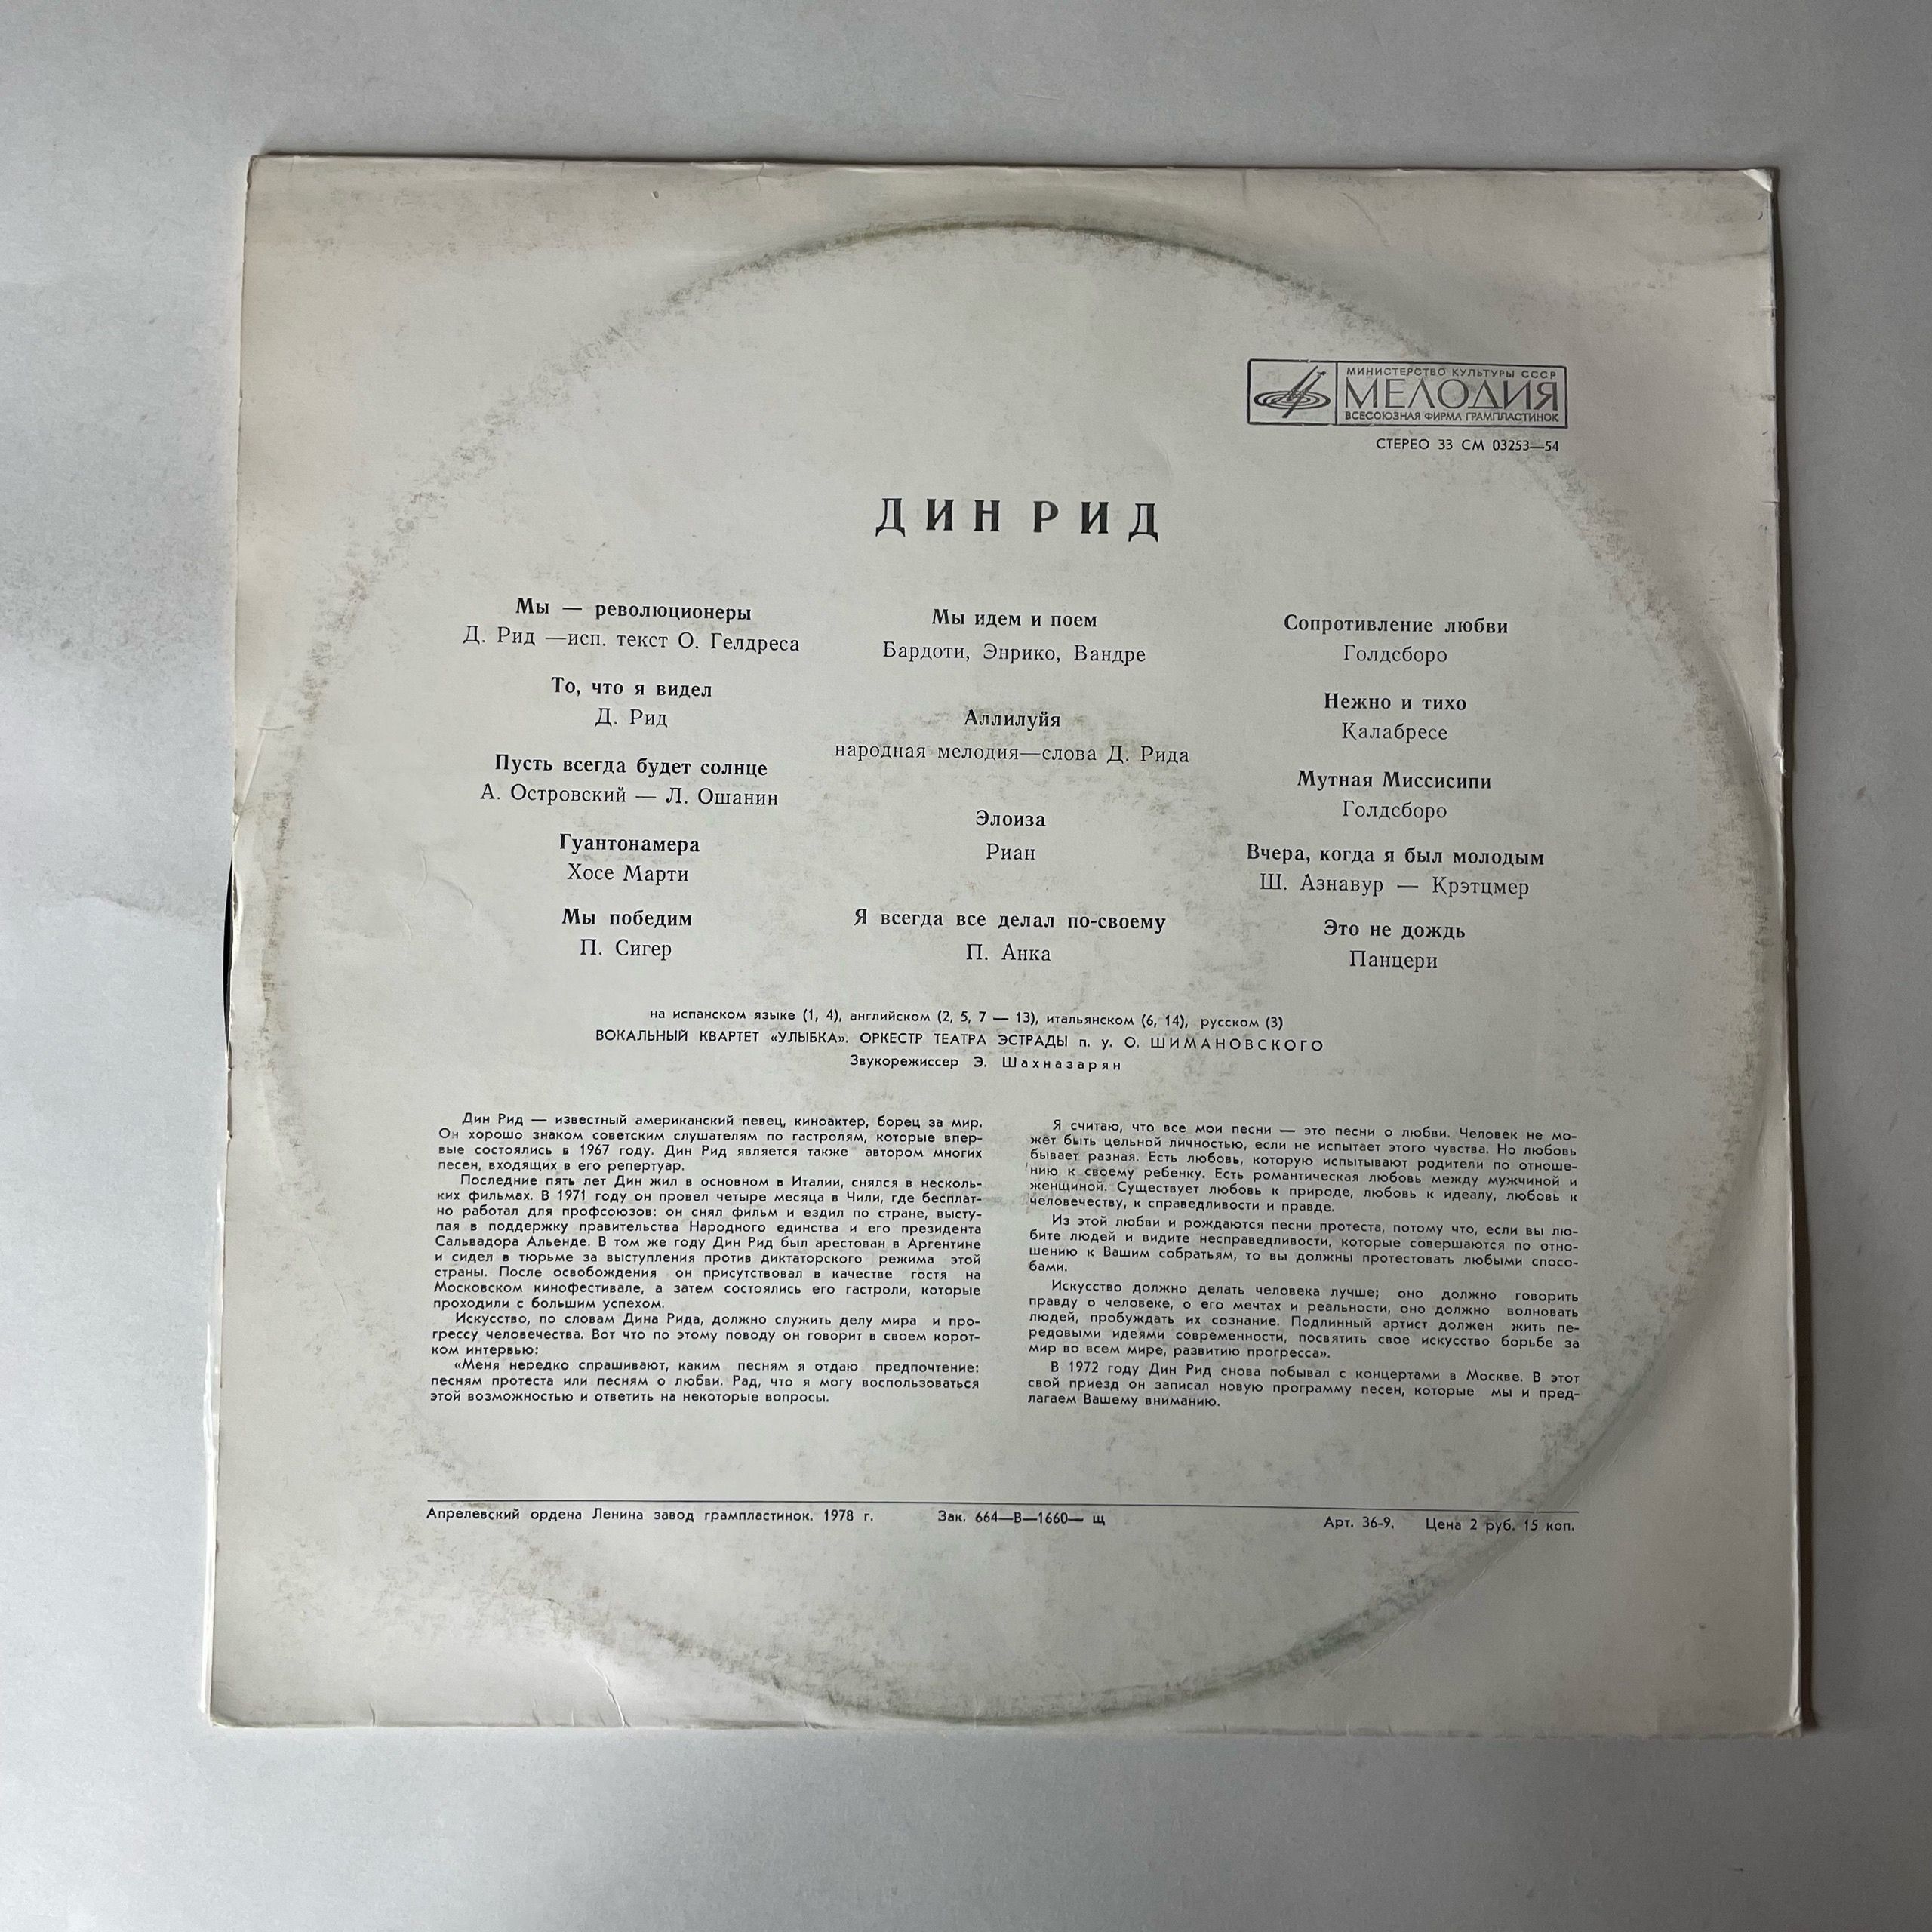 МИНИСТЕРСТВО КУЛЬТУРЫ СССР
МЕЛОДИЯ
ВСЕСОЮЗНАЯ ФИРМА ГРАМПЛАСТИНОК
СТЕРЕО 33 СМ 03253—54
ДИН РИД
Мы — революционеры
Д. Рид —исп. текст О. Гелдреса
То, что я видел
Д. Рид
Пусть всегда будет солнце
А. Островский — Л. Ошанин
Гуантонамера
Хосе Марти
Мы победим
П. Сигер
Мы идем и поем
Бардоти, Энрико, Вандре
Аллилуйя
народная мелодия—слова Д. Рида
Элоиза
Риан
Я всегда все делал по-своему
П. Анка
Сопротивление любви
Голдсборо
Нежно и тихо
Калабресе
Мутная Миссисипи
Голдсборо
Вчера, когда я был молодым
Ш. Азнавур — Крэтцмер
Это не дождь
Панцери
на испанском языке (1, 4), английском (2, 5, 7 — 13), итальянском (6, 14), русском (3)
ВОКАЛЬНЫЙ КВАРТЕТ «УЛЫБКА». ОРКЕСТР ТЕАТРА ЭСТРАДЫ п. у. О. ШИМАНОВСКОГО
Звукорежиссер Э. Шахназарян
Дин Рид — известный американский певец, киноактер, борец за мир.
Он хорошо знаком советским слушателям по гастролям, которые впер-
вые состоялись в 1967 году. Дин Рид является также автором многих
песен, входящих в его репертуар.
Последние пять лет Дин жил в основном в Италии, снялся в несколь-
ких фильмах. В 1971 году он провел четыре месяца в Чили, где бесплат-
но работал для профсоюзов: он снял фильм и ездил по стране, высту-
пая в поддержку правительства Народного единства и его президента
Сальвадора Альенде. В том же году Дин Рид был арестован в Аргентине
и сидел в тюрьме за выступления против диктаторского режима этой
страны. После освобождения он присутствовал в качестве гостя на
Московском кинофестивале, а затем состоялись его гастроли, которые
проходили с большим успехом.
Искусство, по словам Дина Рида, должно служить делу мира и про-
грессу человечества. Вот что по этому поводу он говорит в своем корот-
ком интервью:
«Меня нередко спрашивают, каким песням я отдаю предпочтение:
песням протеста или песням о любви. Рад, что я могу воспользоваться
этой возможностью и ответить на некоторые вопросы.
Я считаю, что все мои песни — это песни о любви. Человек не мо-
жет быть цельной личностью, если не испытает этого чувства. Но любовь
бывает разная. Есть любовь, которую испытывают родители по отноше-
нию к своему ребенку. Есть романтическая любовь между мужчиной и
женщиной. Существует любовь к природе, любовь к идеалу, любовь к
человечеству, к справедливости и правде.
Из этой любви и рождаются песни протеста, потому что, если вы лю-
бите людей и видите несправедливости, которые совершаются по отно-
шению к Вашим собратьям, то вы должны протестовать любыми спосо-
бами.
Искусство должно делать человека лучше; оно должно говорить
правду о человеке, о его мечтах и реальности, оно должно волновать
людей, пробуждать их сознание. Подлинный артист должен жить пе-
редовыми идеями современности, посвятить свое искусство борьбе за
мир во всем мире, развитию прогресса».
В 1972 году Дин Рид снова побывал с концертами в Москве. В этот
свой приезд он записал новую программу песен, которые мы и пред-
лагаем Вашему вниманию.
Апрелевский ордена Ленина завод грампластинок. 1978 г. Зак. 664—В—1660— щ Арт. 36-9. Цена 2 руб. 15 коп.